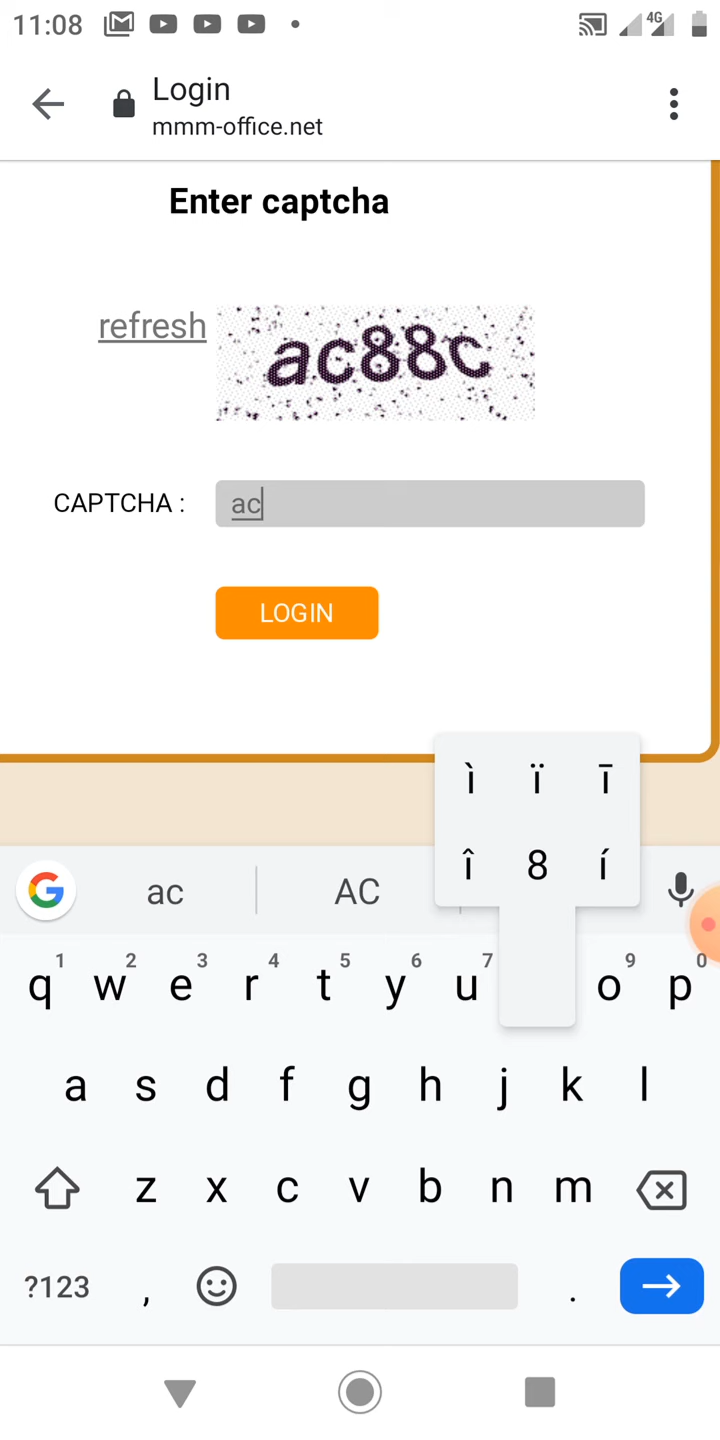 11:08
4G
Login
mmm-office.net
Enter captcha
refresh
ac88c
CAPTCHA :
ac
LOGIN
ì ï ī
î 8 í
ac AC
1 2 3 4 5 6 7 9 0
q w e r t y u o p
a s d f g h j k l
z x c v b n m
?123 , .